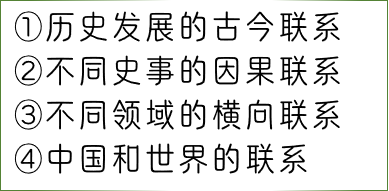 ①历史发展的古今联系
②不同史事的因果联系
③不同领域的横向联系
④中国和世界的联系